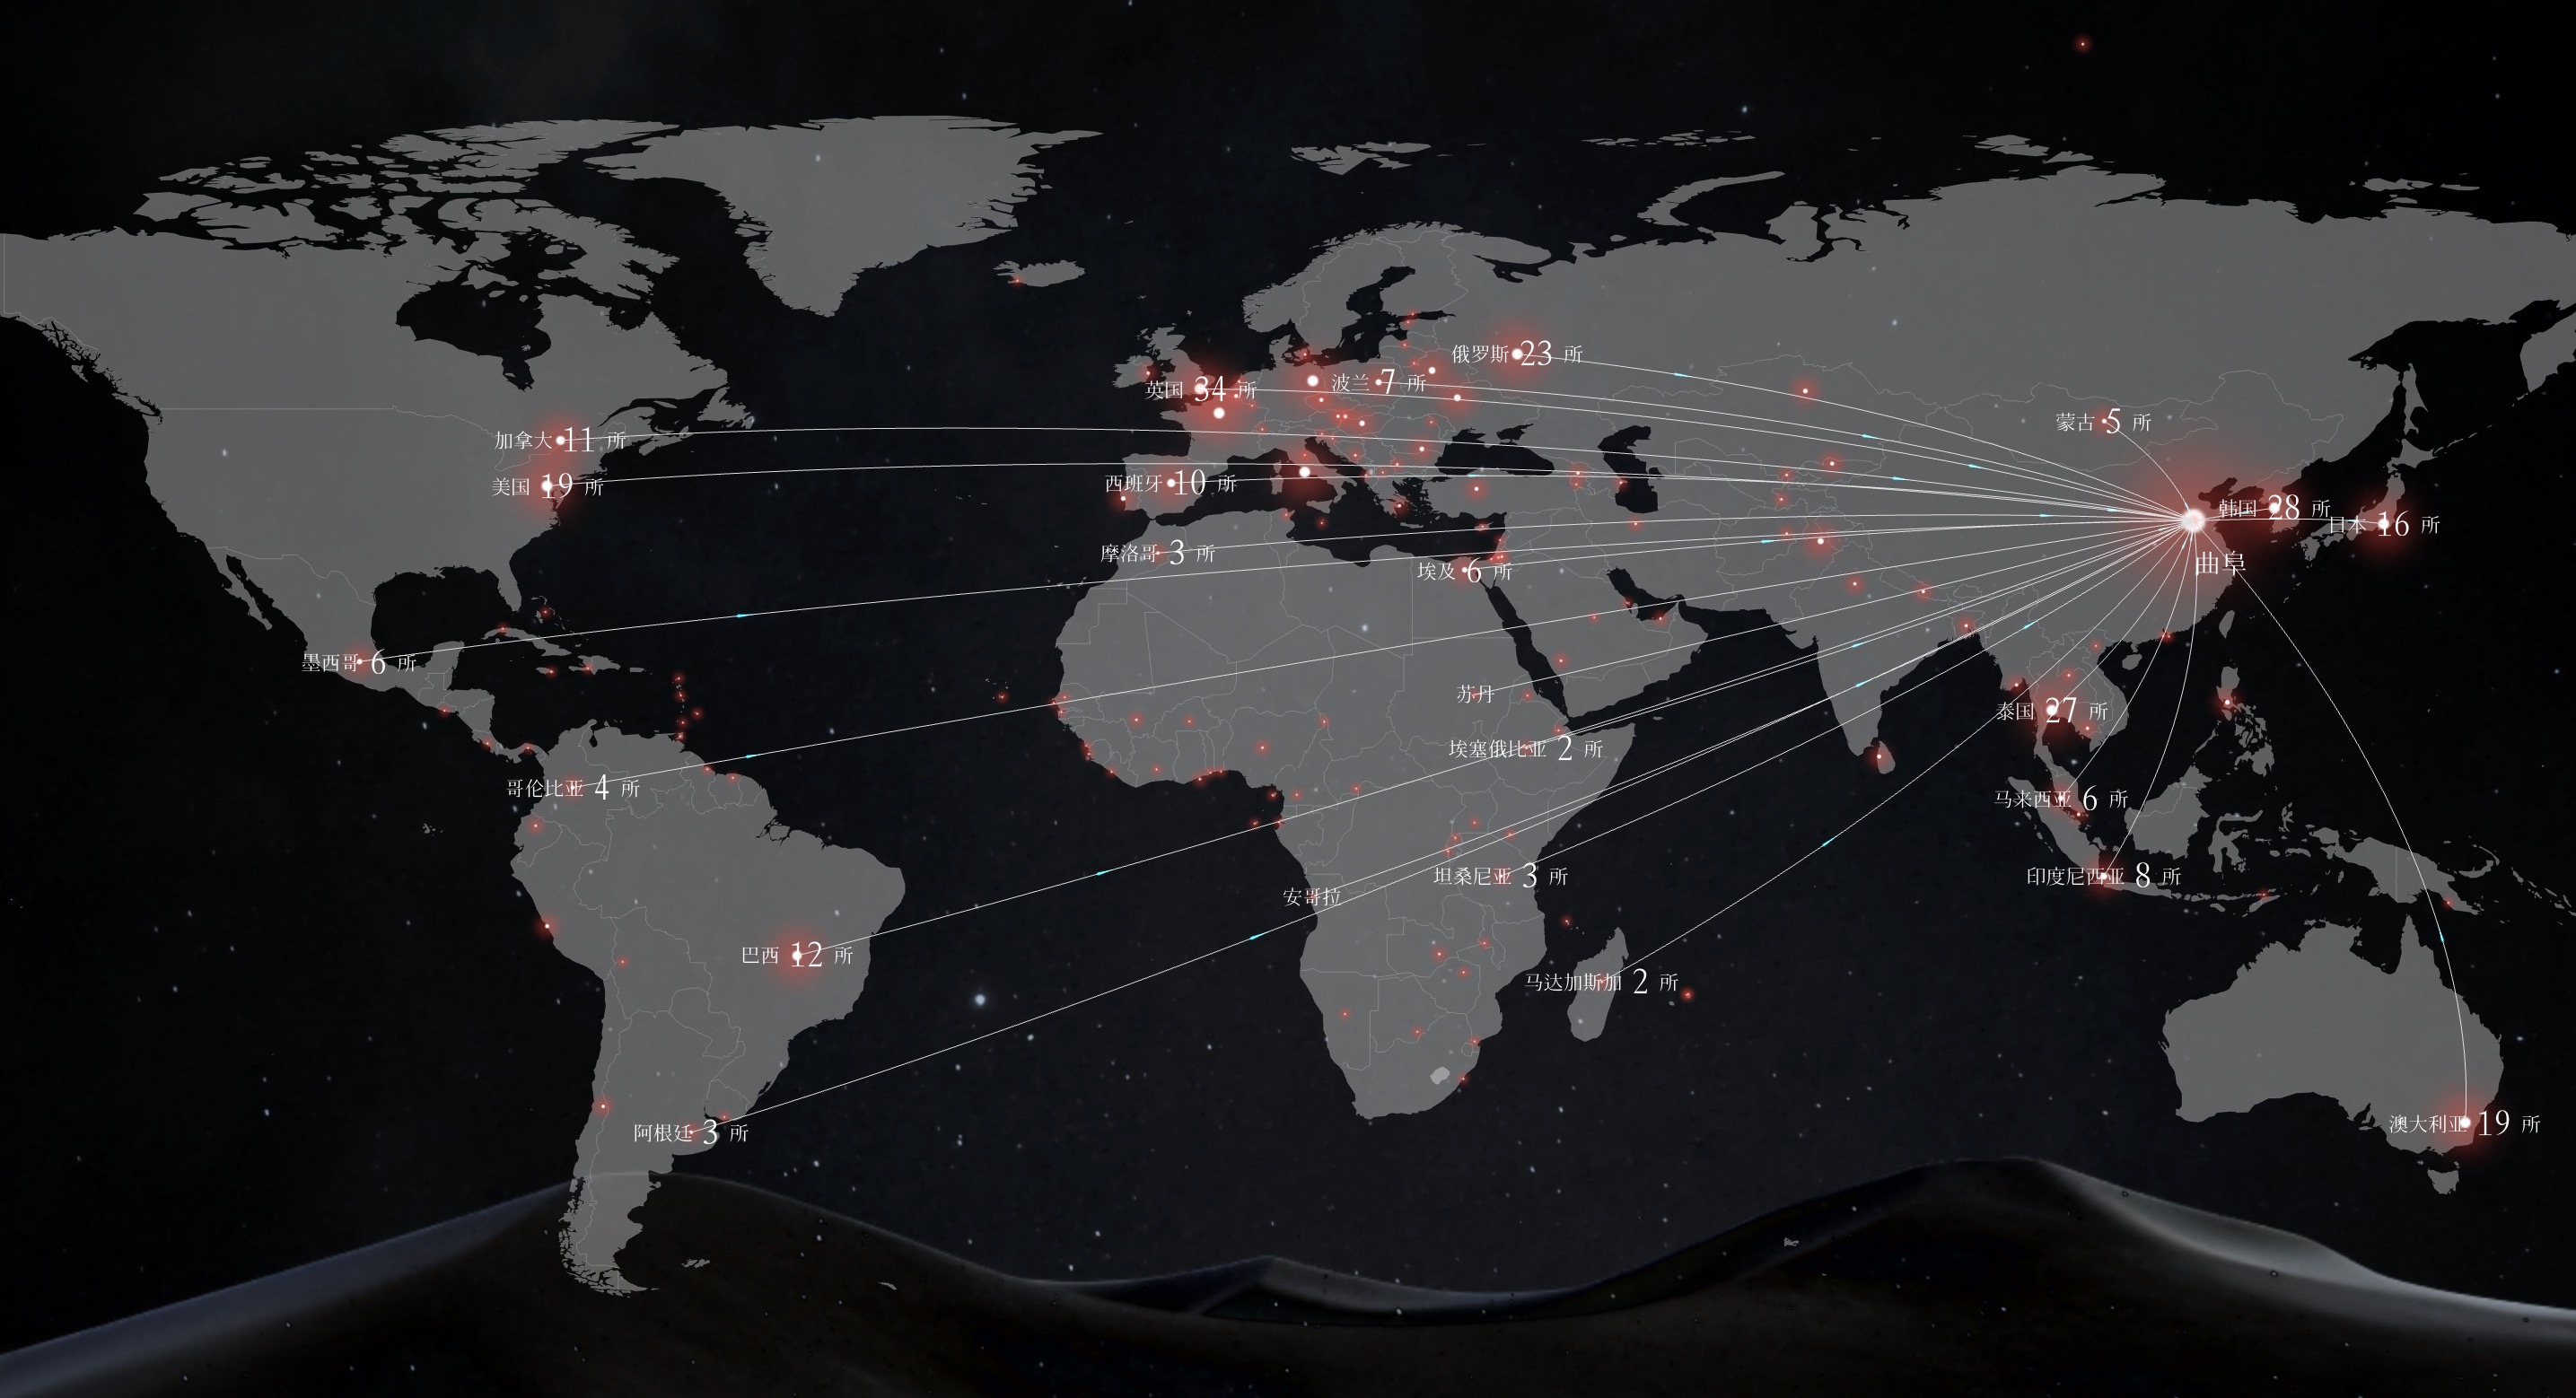 俄罗斯 23 所
英国 34 所
波兰 7 所
蒙古 5 所
加拿大 11 所
美国 19 所
西班牙 10 所
韩国 28 所
日本 16 所
摩洛哥 3 所
埃及 6 所
曲阜
墨西哥 6 所
苏丹
泰国 27 所
埃塞俄比亚 2 所
哥伦比亚 4 所
马来西亚 6 所
坦桑尼亚 3 所
印度尼西亚 8 所
安哥拉
巴西 12 所
马达加斯加 2 所
阿根廷 3 所
澳大利亚 19 所